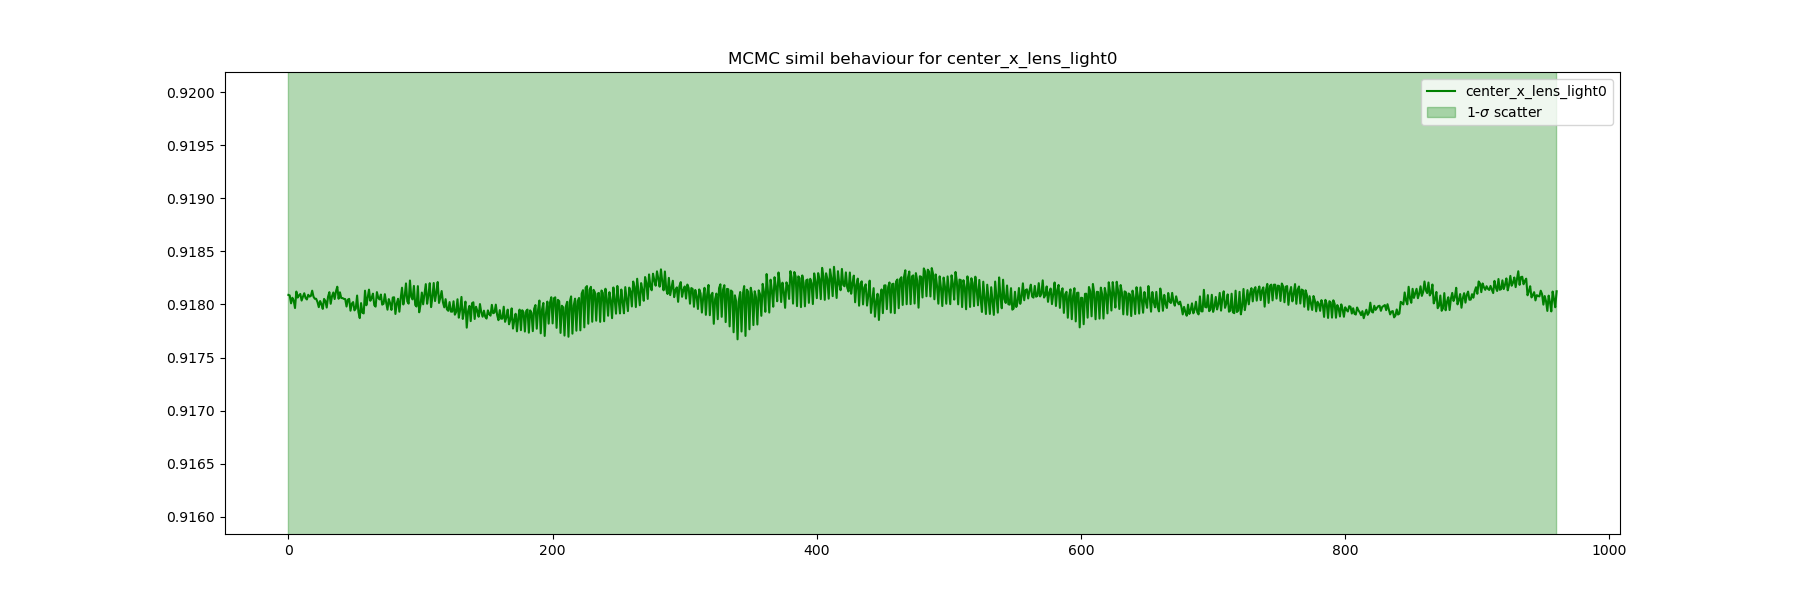 MCMC simil behaviour for center_x_lens_light0
center_x_lens_light0
1-σ scatter
0.9200
0.9195
0.9190
0.9185
0.9180
0.9175
0.9170
0.9165
0.9160
0 200 400 600 800 1000